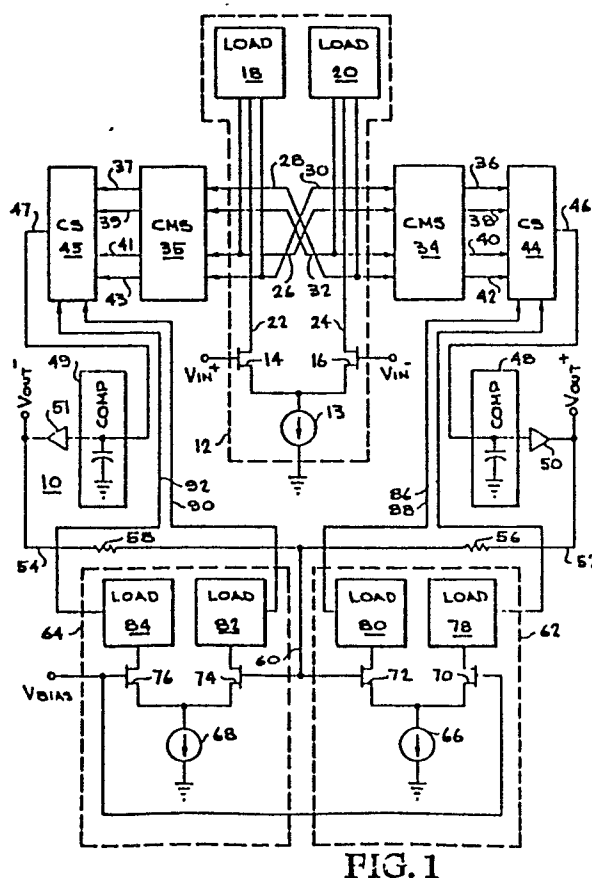 LOAD
18
LOAD
20
28
30
37
39
41
43
36
38
40
42
47
46
CS
45
CMS
35
CMS
34
CS
44
26
32
22
24
VIN+
14
16
VIN-
13
12
49
COMP
48
COMP
VOUT-
VOUT+
51
50
10
92
90
86
88
58
56
54
52
LOAD
84
LOAD
82
LOAD
80
LOAD
78
64
62
60
VBIAS
76
74
72
70
68
66
FIG. 1